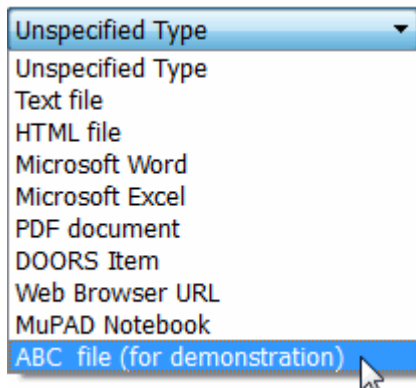 Unspecified Type
Unspecified Type
Text file
HTML file
Microsoft Word
Microsoft Excel
PDF document
DOORS Item
Web Browser URL
MuPAD Notebook
ABC  file (for demonstration)